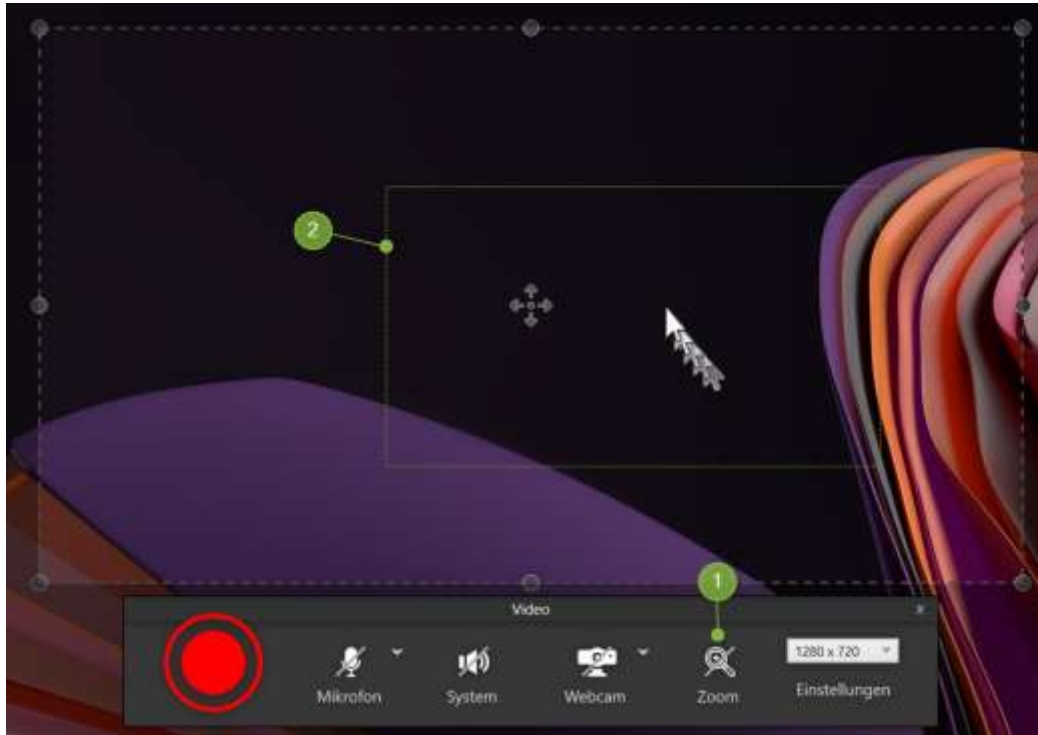 2
1
Video
1280 x 720
Mikrofon
System
Webcam
Zoom
Einstellungen